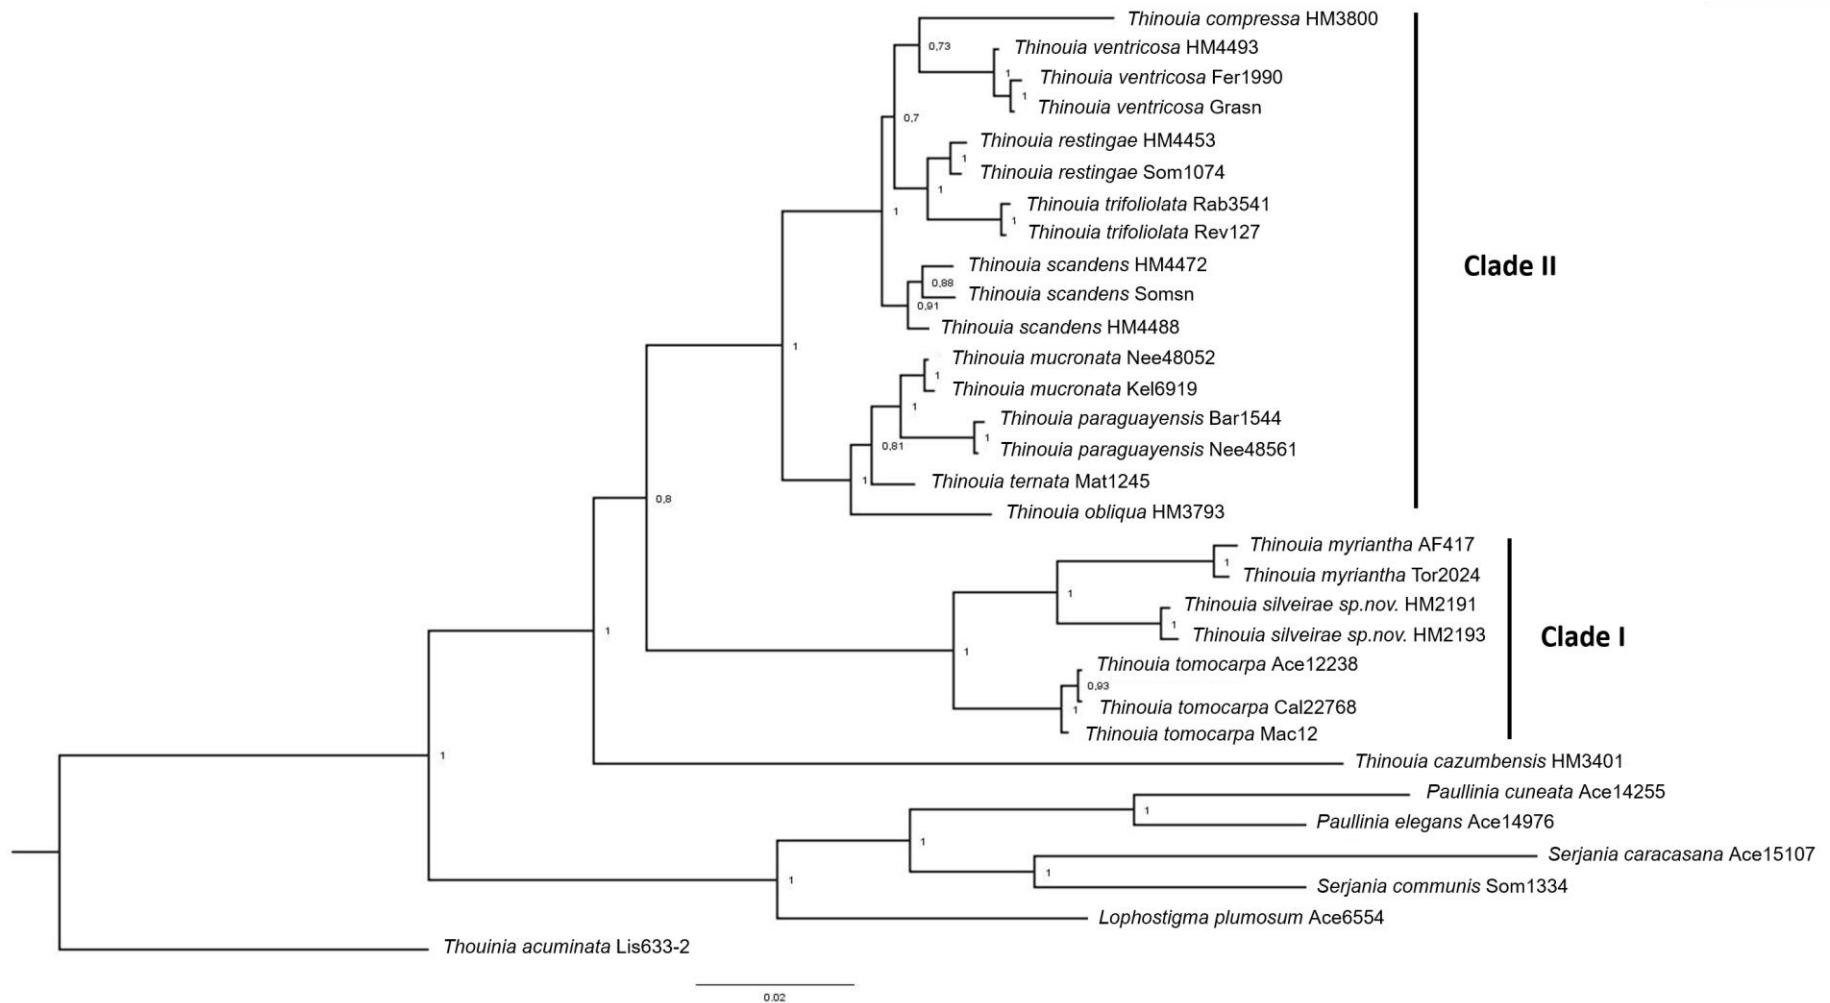 Thinouia compressa HM3800
0,73
Thinouia ventricosa HM4493
1
Thinouia ventricosa Fer1990
1
Thinouia ventricosa Grasn
0,7
Thinouia restingae HM4453
1
Thinouia restingae Som1074
1
Thinouia trifoliolata Rab3541
1
1
Thinouia trifoliolata Rev127
Thinouia scandens HM4472
Clade II
0,88
Thinouia scandens Somsn
0,91
Thinouia scandens HM4488
1
Thinouia mucronata Nee48052
1
Thinouia mucronata Kel6919
1
Thinouia paraguayensis Bar1544
1
0,81
Thinouia paraguayensis Nee48561
1
Thinouia ternata Mat1245
0,8
Thinouia obliqua HM3793
Thinouia myriantha AF417
1
Thinouia myriantha Tor2024
1
Thinouia silveirae sp.nov. HM2191
1
1
Thinouia silveirae sp.nov. HM2193
Clade I
1
Thinouia tomocarpa Ace12238
0,93
Thinouia tomocarpa Cal22768
1
Thinouia tomocarpa Mac12
1
Thinouia cazumbensis HM3401
Paullinia cuneata Ace14255
1
Paullinia elegans Ace14976
1
Serjania caracasana Ace15107
1
1
Serjania communis Som1334
Lophostigma plumosum Ace6554
Thouinia acuminata Lis633-2
0.02